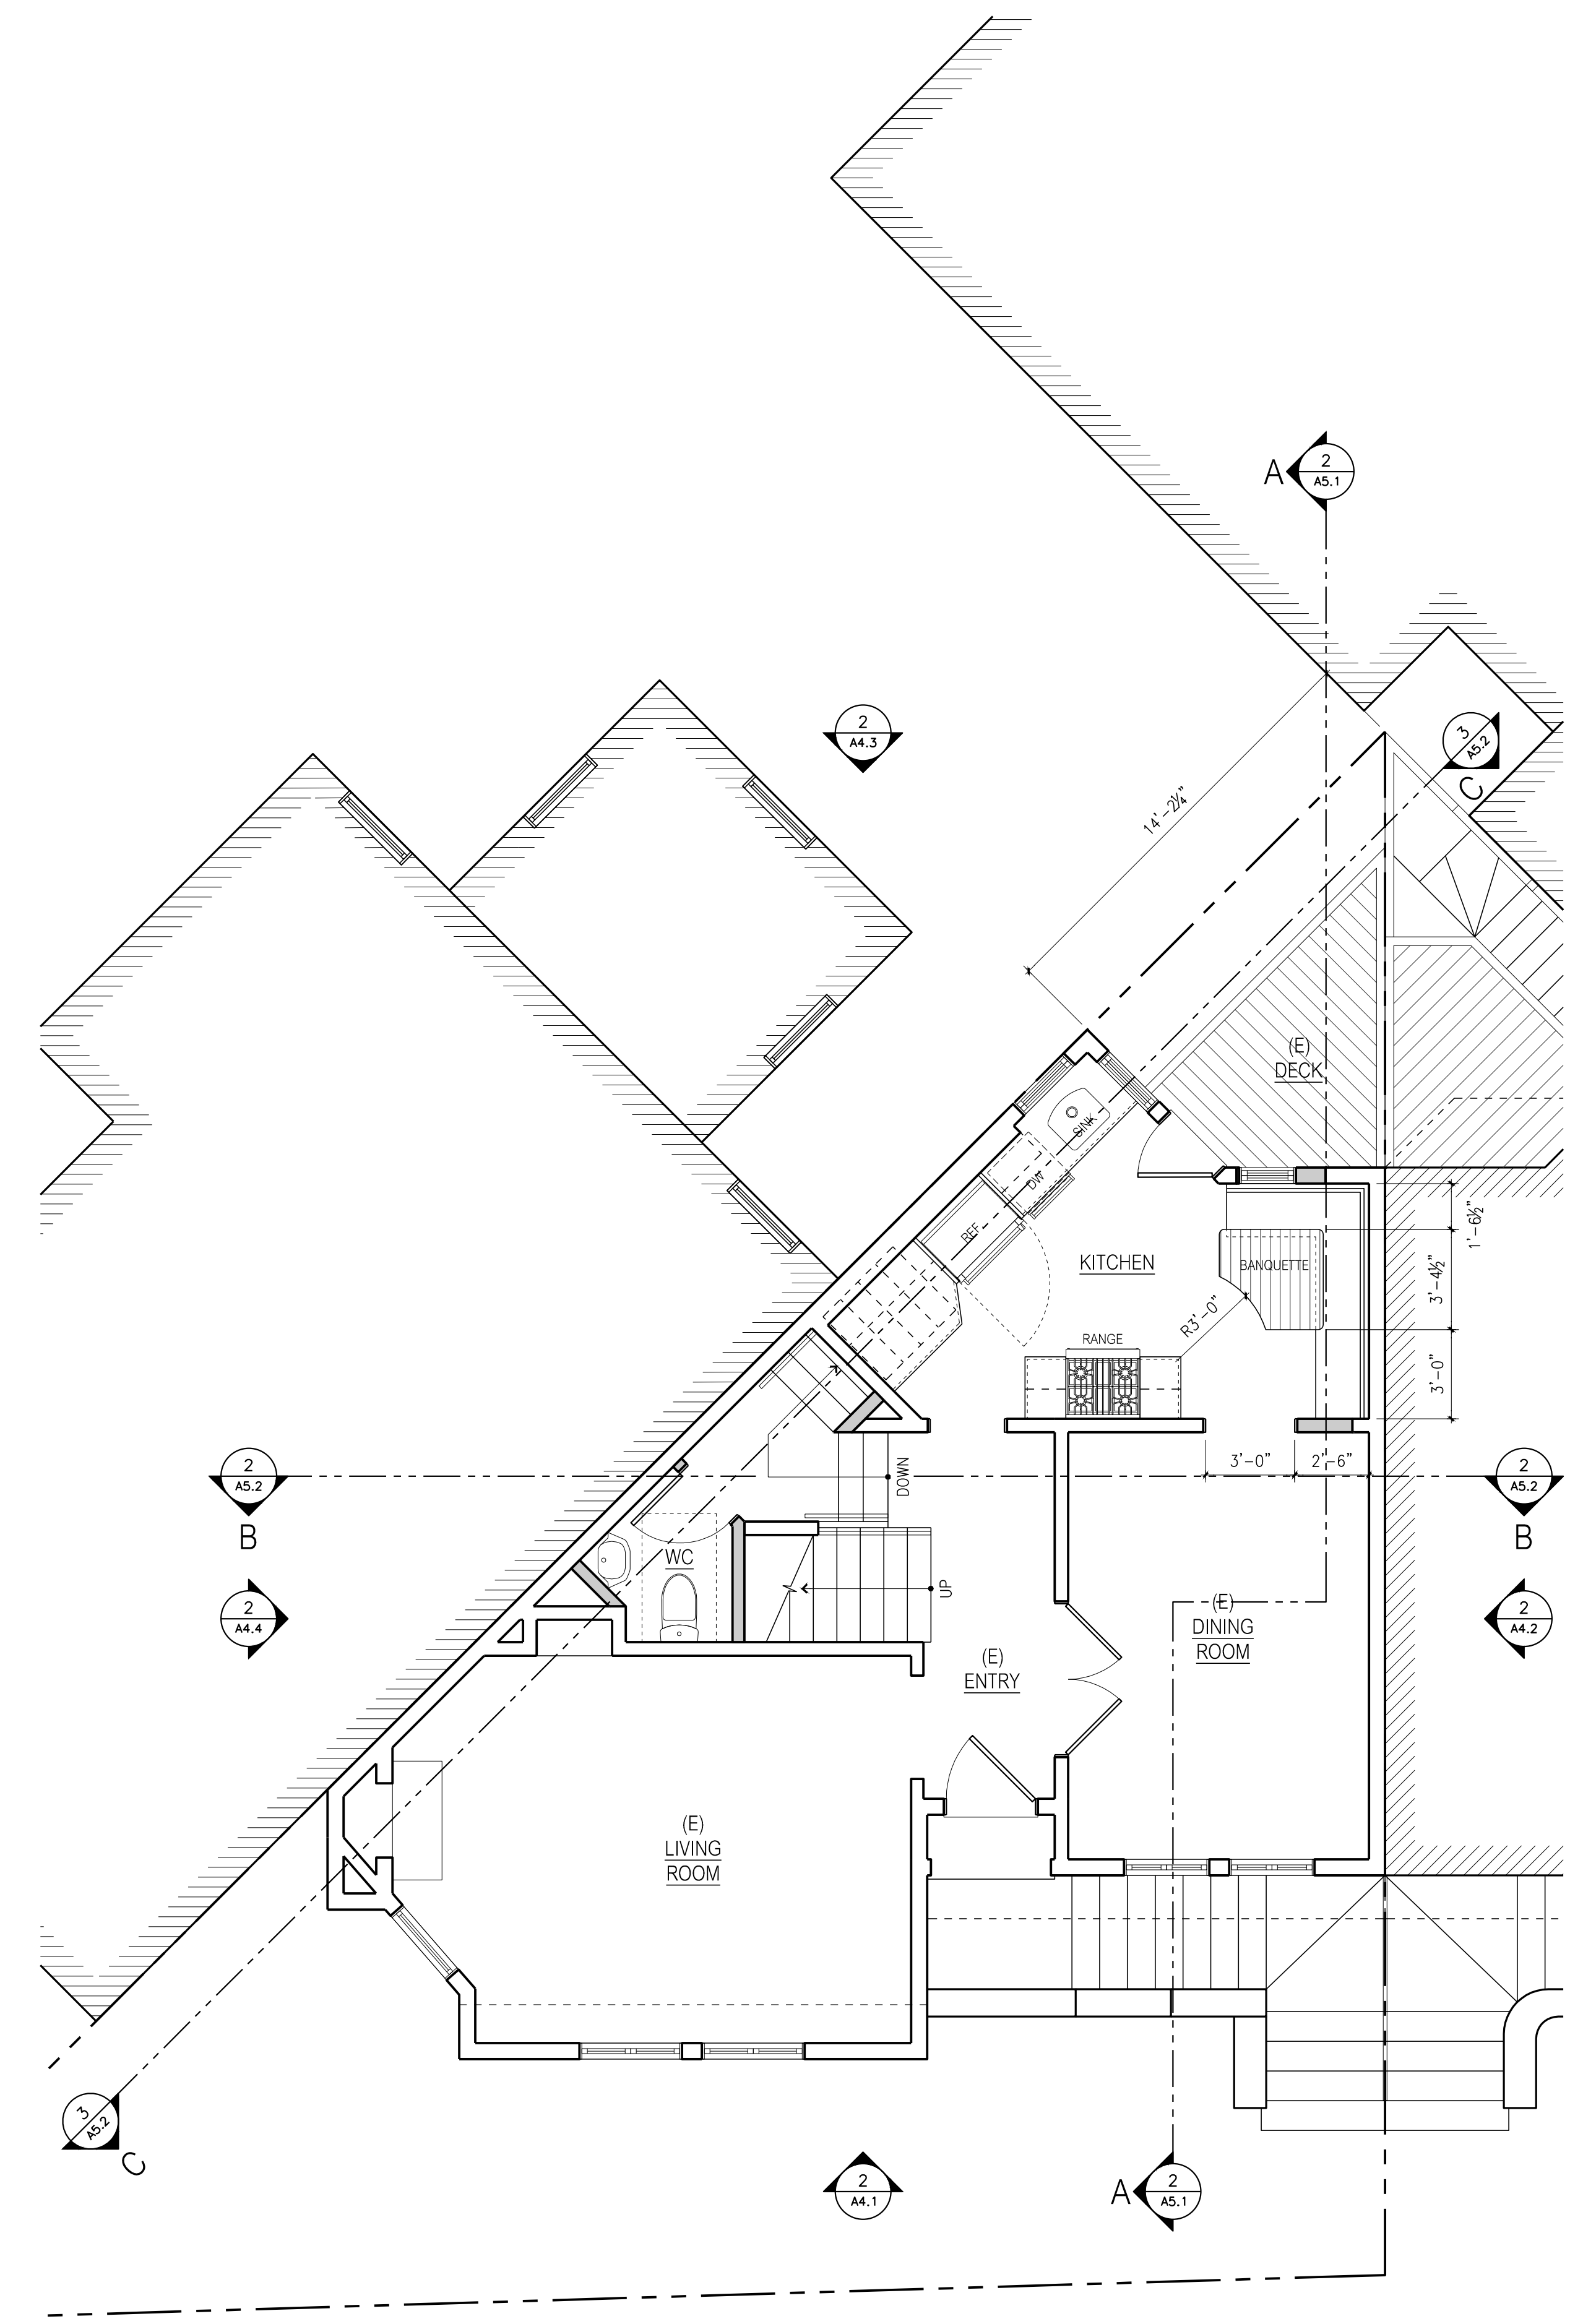 A
2
A5.1
2
A4.3
3
A5.2
C
14'-2¼"
(E)
DECK
SINK
DW
REF
KITCHEN
BANQUETTE
1'-6½"
3'-4½"
R3'-0"
RANGE
3'-0"
2
A5.2
B
DOWN
3'-0"
2'-6"
2
A5.2
B
WC
UP
2
A4.4
(E)
DINING
ROOM
2
A4.2
(E)
ENTRY
(E)
LIVING
ROOM
3
A5.2
C
2
A4.1
A
2
A5.1